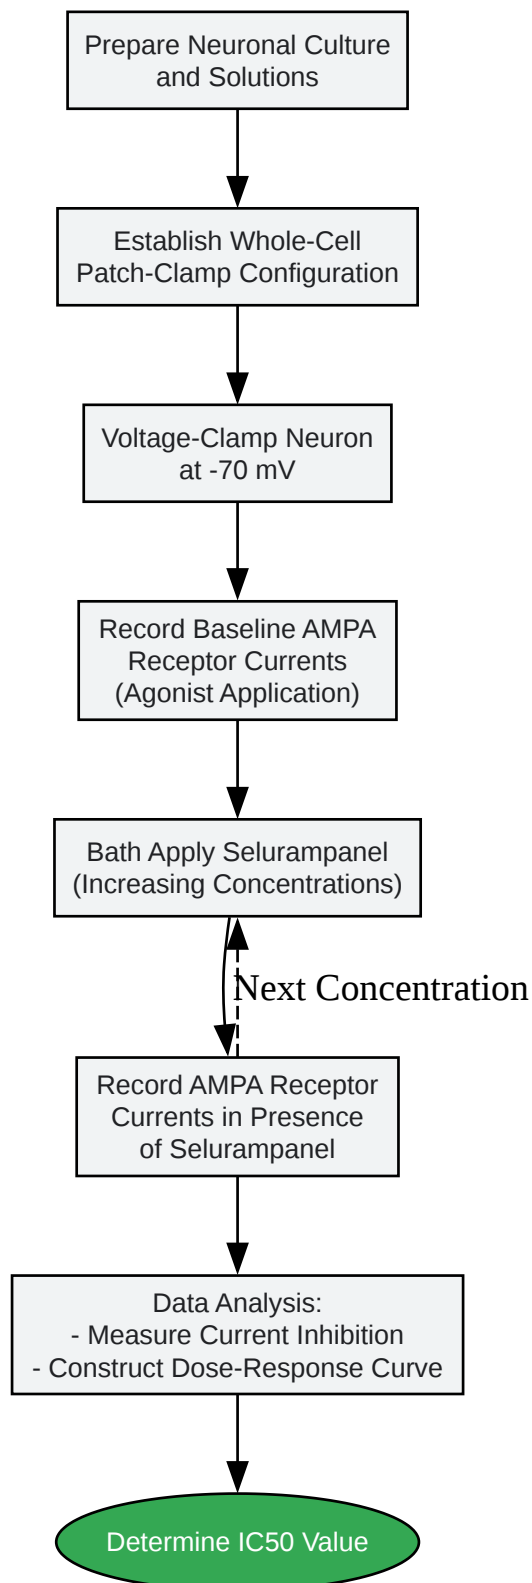 Prepare Neuronal Culture
and Solutions
Establish Whole-Cell
Patch-Clamp Configuration
Voltage-Clamp Neuron
at -70 mV
Record Baseline AMPA
Receptor Currents
(Agonist Application)
Bath Apply Selurampanel
(Increasing Concentrations)
Next Concentration
Record AMPA Receptor
Currents in Presence
of Selurampanel
Data Analysis:
- Measure Current Inhibition
- Construct Dose-Response Curve
Determine IC50 Value